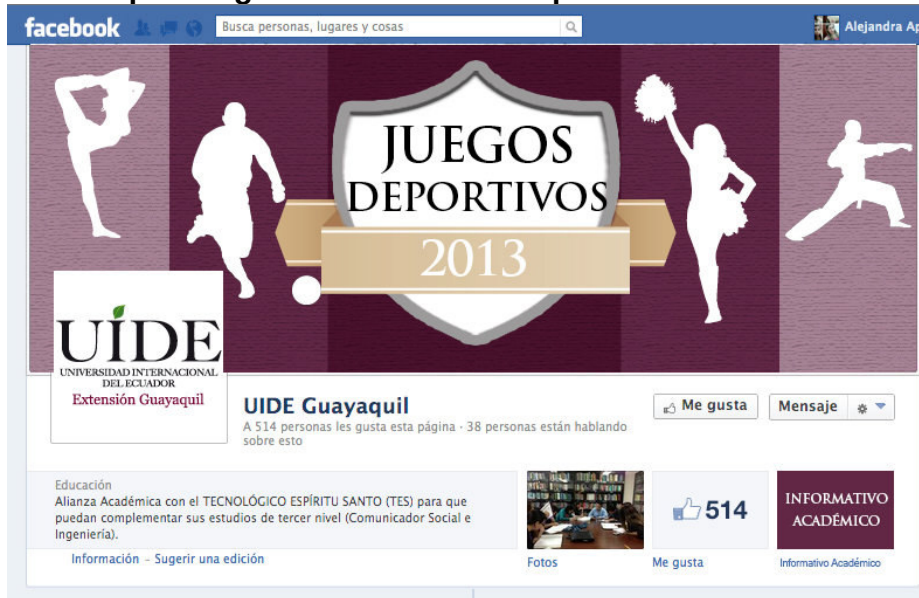 facebook
Busca personas, lugares y cosas
Alejandra Ap
JUEGOS
DEPORTIVOS
2013
UIDE
UNIVERSIDAD INTERNACIONAL
DEL ECUADOR
Extensión Guayaquil
UIDE Guayaquil
A 514 personas les gusta esta página · 38 personas están hablando
sobre esto
Me gusta
Mensaje
Educación
Alianza Académica con el TECNOLÓGICO ESPÍRITU SANTO (TES) para que
puedan complementar sus estudios de tercer nivel (Comunicador Social e
Ingeniería).
Información – Sugerir una edición
Fotos
514
Me gusta
INFORMATIVO
ACADÉMICO
Informativo Académico